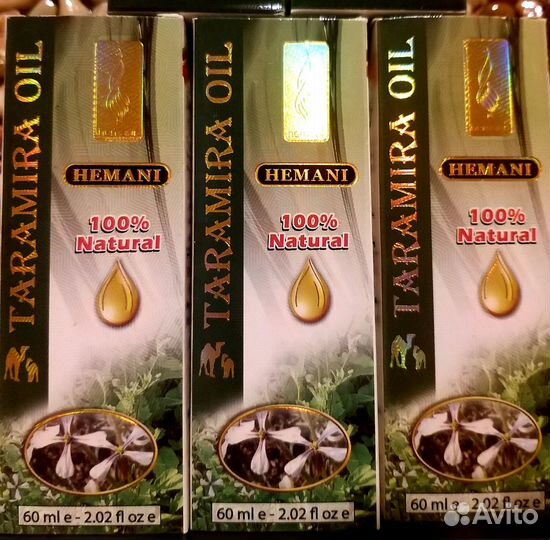 TARAMIRA OIL
HEMANI
100%
Natural
60 ml e - 2.02 fl oz e
TARAMIRA OIL
HEMANI
100%
Natural
60 ml e - 2.02 fl oz e
TARAMIRA OIL
HEMANI
100%
Natural
60 ml e - 2.02 fl oz e
Avito